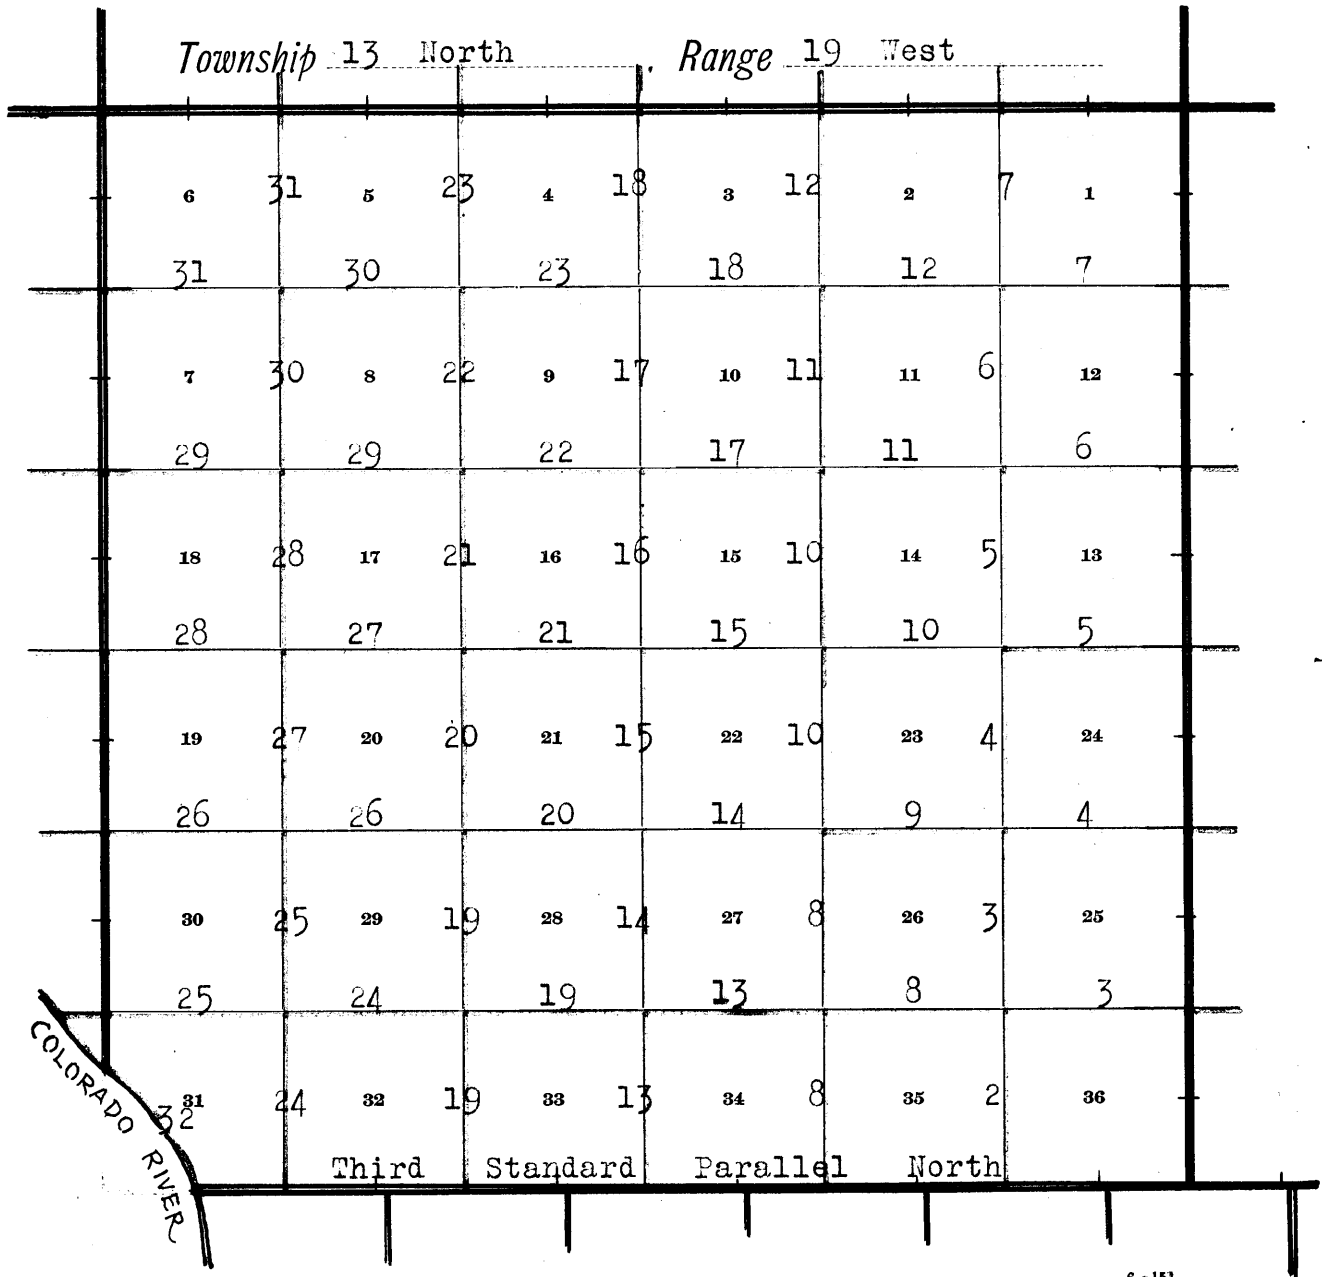 Township 13 North, Range 19 West
6 31 5 23 4 18 3 12 2 7 1
31 30 23 18 12 7
7 30 8 22 9 17 10 11 11 6 12
29 29 22 17 11 6
18 28 17 21 16 16 15 10 14 5 13
28 27 21 15 10 5
19 27 20 20 21 15 22 10 23 4 24
26 26 20 14 9 4
30 25 29 19 28 14 27 8 26 3 25
25 24 19 13 8 3
31 24 32 19 33 13 34 8 35 2 36
32
COLORADO RIVER
Third Standard Parallel North